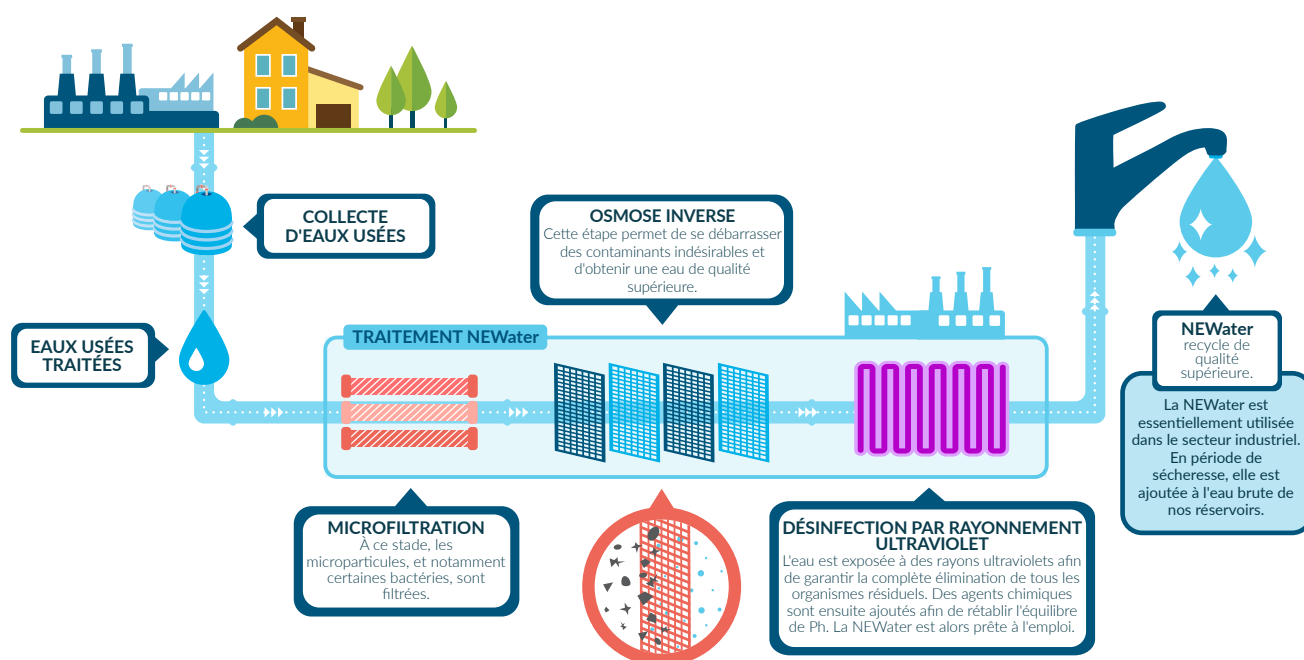 COLLECTE
D'EAUX USÉES
EAUX USÉES
TRAITÉES
TRAITEMENT NEWater
OSMOSE INVERSE
Cette étape permet de se débarrasser
des contaminants indésirables et
d'obtenir une eau de qualité
supérieure.
MICROFILTRATION
À ce stade, les
microparticules, et notamment
certaines bactéries, sont
filtrées.
DÉSINFECTION PAR RAYONNEMENT
ULTRAVIOLET
L'eau est exposée à des rayons ultraviolets afin
de garantir la complète élimination de tous les
organismes résiduels. Des agents chimiques
sont ensuite ajoutés afin de rétablir l'équilibre
de Ph. La NEWater est alors prête à l'emploi.
NEWater
recycle de
qualité
supérieure.
La NEWater est
essentiellement utilisée
dans le secteur industriel.
En période de
sécheresse, elle est
ajoutée à l'eau brute de
nos réservoirs.